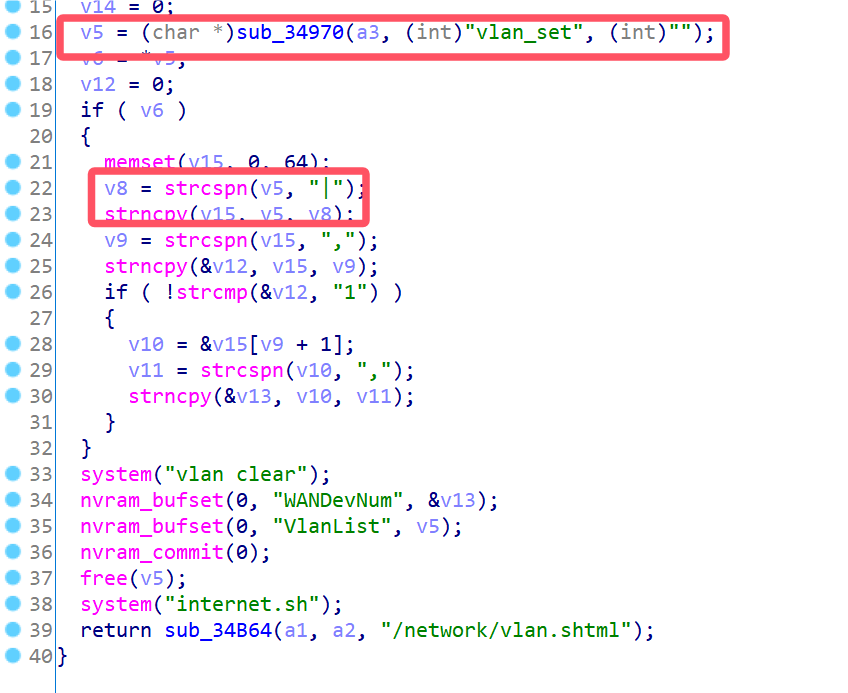 15 v14 = 0;
16 v5 = (char *)sub_34970(a3, (int)"vlan_set", (int)"");
17 v6 = *v5;
18 v12 = 0;
19 if ( v6 )
20 {
21 memset(v15, 0, 64);
22 v8 = strcspn(v5, "|");
23 strncpy(v15, v5, v8);
24 v9 = strcspn(v15, ",");
25 strncpy(&v12, v15, v9);
26 if ( !strcmp(&v12, "1") )
27 {
28 v10 = &v15[v9 + 1];
29 v11 = strcspn(v10, ",");
30 strncpy(&v13, v10, v11);
31 }
32 }
33 system("vlan clear");
34 nvram_bufset(0, "WANDevNum", &v13);
35 nvram_bufset(0, "VlanList", v5);
36 nvram_commit(0);
37 free(v5);
38 system("internet.sh");
39 return sub_34B64(a1, a2, "/network/vlan.shtml");
40 }